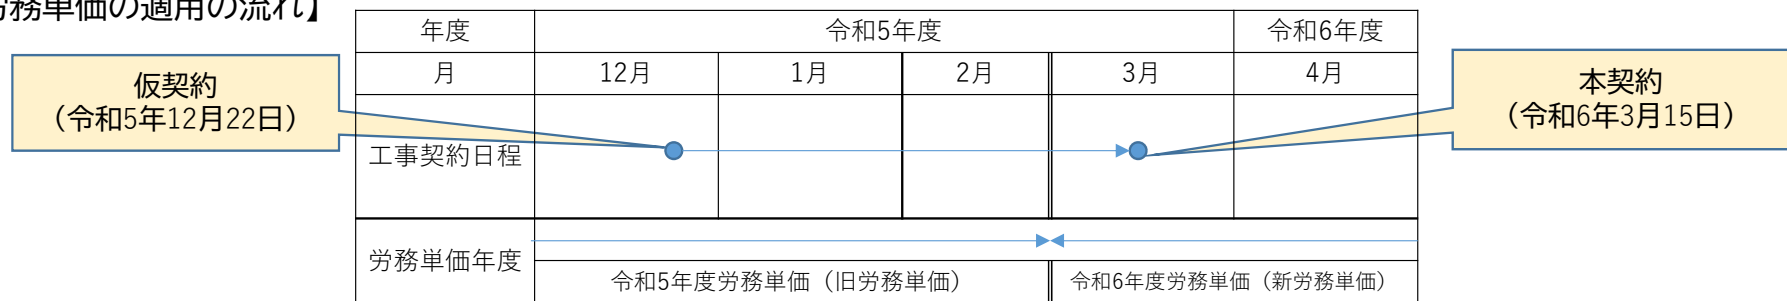 労務単価の適用の流れ】
年度 令和5年度 令和6年度
月 12月 1月 2月 3月 4月
仮契約
（令和5年12月22日）
本契約
（令和6年3月15日）
工事契約日程
労務単価年度
令和5年度労務単価（旧労務単価） 令和6年度労務単価（新労務単価）